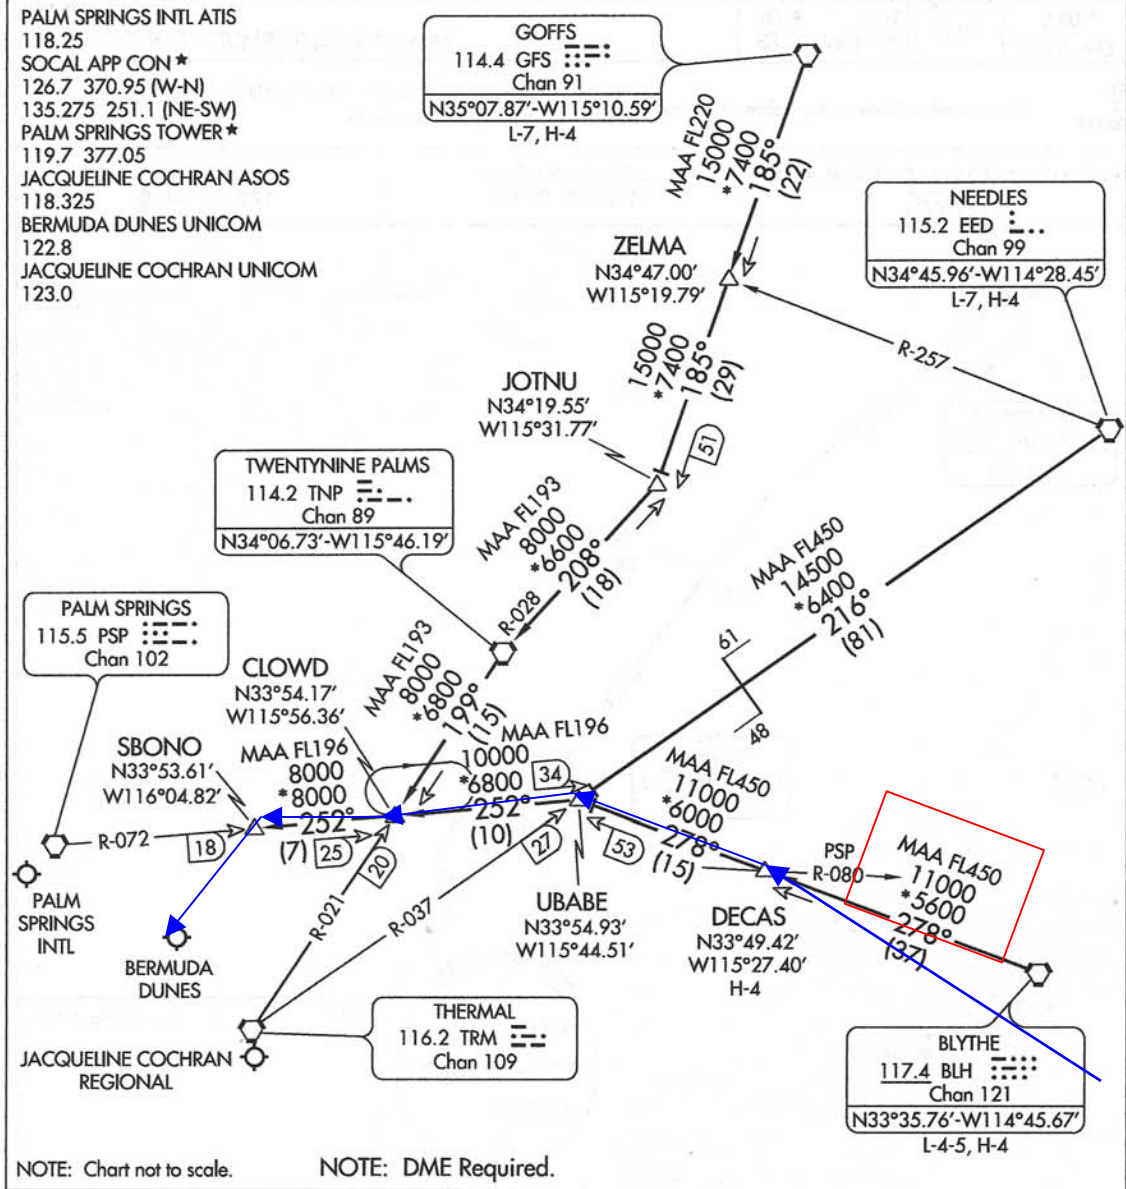 PALM SPRINGS INTL ATIS
118.25
SOCAL APP CON ★
126.7 370.95 (W-N)
135.275 251.1 (NE-SW)
PALM SPRINGS TOWER ★
119.7 377.05
JACQUELINE COCHRAN ASOS
118.325
BERMUDA DUNES UNICOM
122.8
JACQUELINE COCHRAN UNICOM
123.0
GOFFS
114.4 GFS
Chan 91
N35°07.87'-W115°10.59'
L-7, H-4
MAA FL220
15000
*7400
185°
(22)
NEEDLES
115.2 EED
Chan 99
N34°45.96'-W114°28.45'
L-7, H-4
ZELMA
N34°47.00'
W115°19.79'
R-257
15000
*7400
185°
(29)
JOTNU
N34°19.55'
W115°31.77'
51
TWENTYNINE PALMS
114.2 TNP
Chan 89
N34°06.73'-W115°46.19'
MAA FL193
8000
*6600
208°
(18)
R-028
MAA FL450
14500
*6400
216°
(81)
61
48
PALM SPRINGS
115.5 PSP
Chan 102
CLOWD
N33°54.17'
W115°56.36'
MAA FL193
8000
*6800
199°
(15)
SBONO
N33°53.61'
W116°04.82'
MAA FL196
8000
*8000
252°
(7)
MAA FL196
10000
*6800
252°
(10)
34
MAA FL450
11000
*6000
278°
(15)
53
PSP
R-080
MAA FL450
11000
*5600
278°
(37)
R-072
18
25
20
27
R-021
R-037
UBABE
N33°54.93'
W115°44.51'
DECAS
N33°49.42'
W115°27.40'
H-4
PALM
SPRINGS
INTL
BERMUDA
DUNES
THERMAL
116.2 TRM
Chan 109
JACQUELINE COCHRAN
REGIONAL
BLYTHE
117.4 BLH
Chan 121
N33°35.76'-W114°45.67'
L-4-5, H-4
NOTE: Chart not to scale.
NOTE: DME Required.